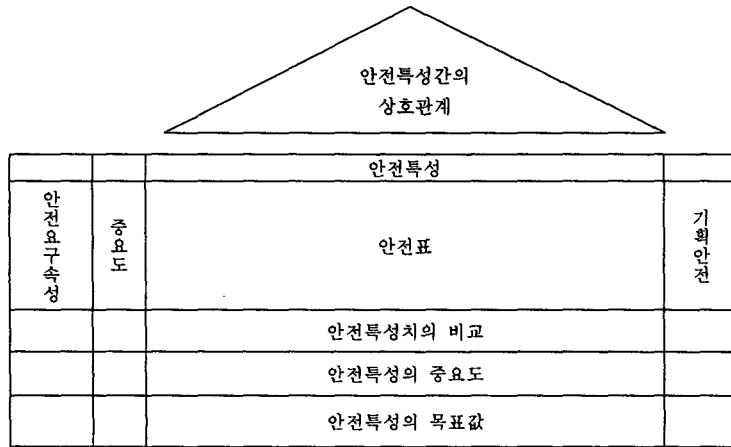 안전특성간의
상호관계
안전특성
안전요구속성
중요도
안전표
기획안전
안전특성치의 비교
안전특성의 중요도
안전특성의 목표값